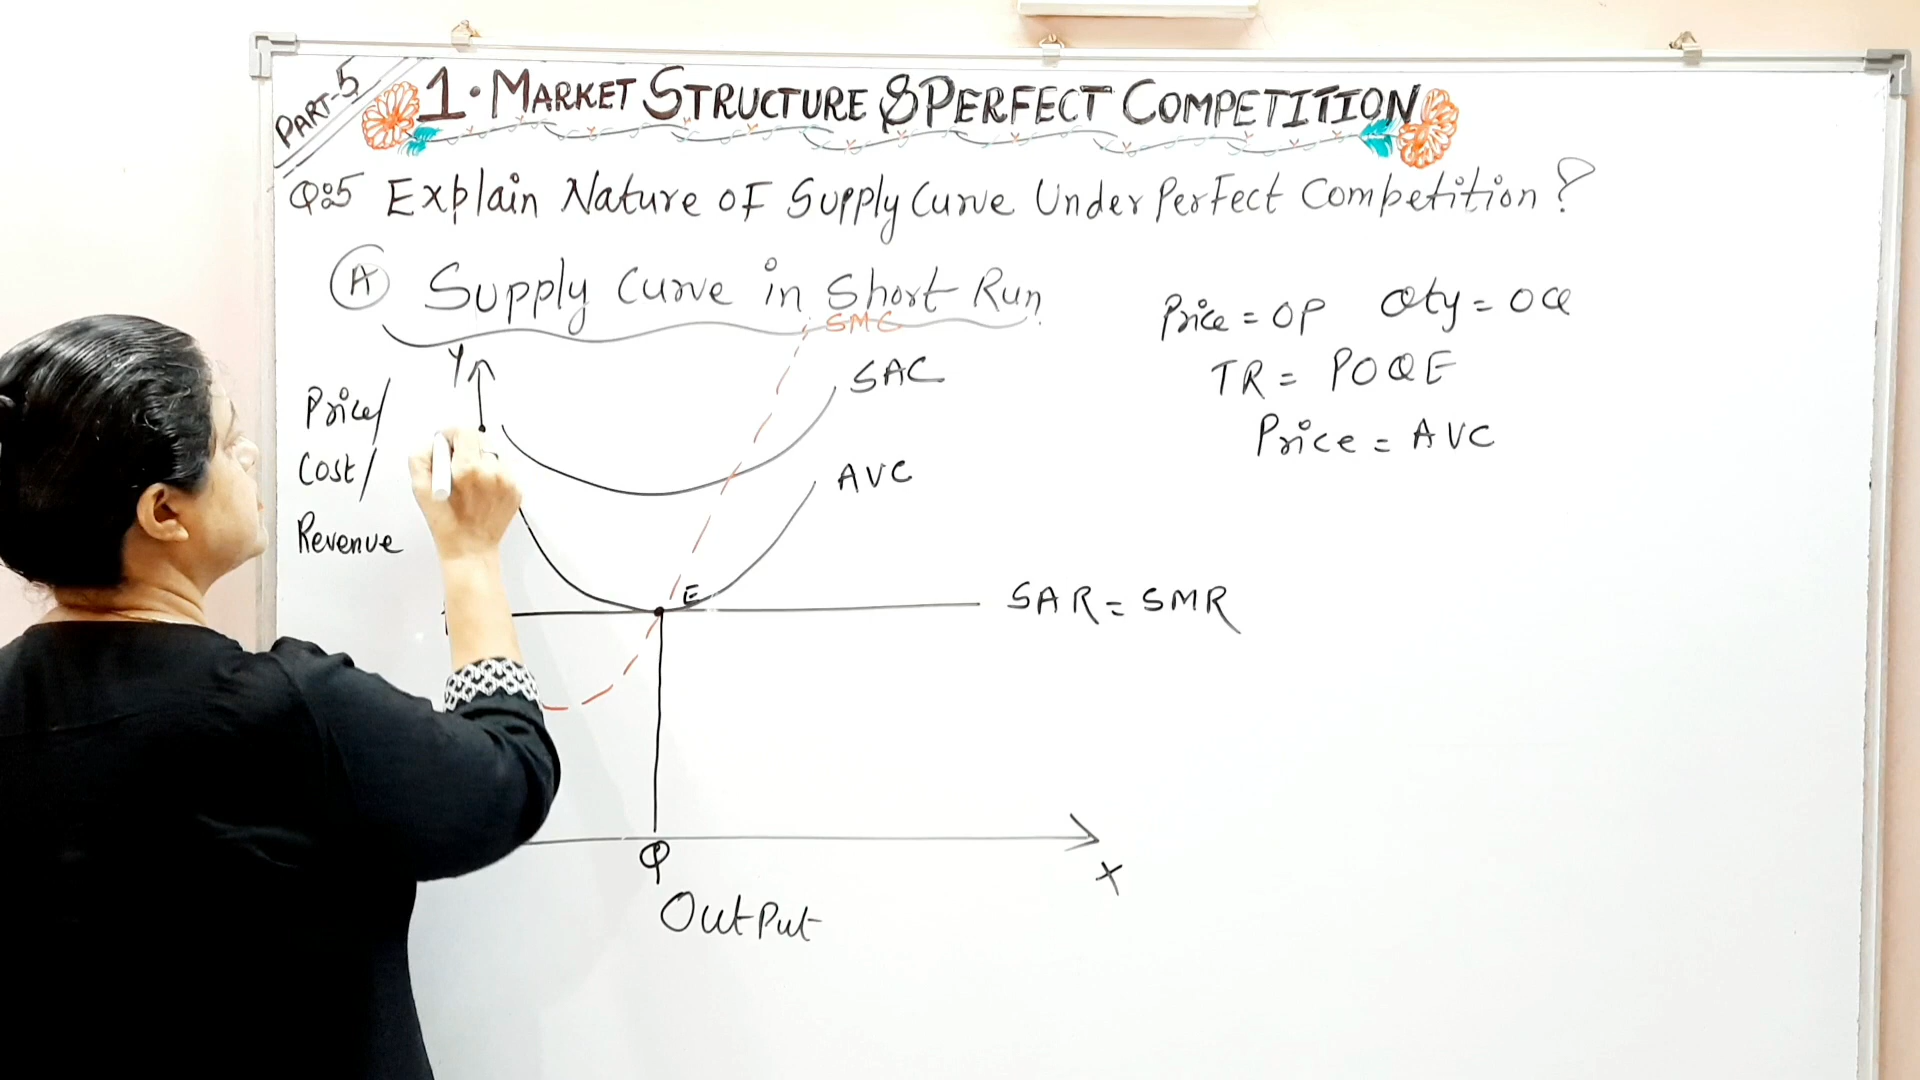 PART-5
1. MARKET STRUCTURE & PERFECT COMPETITION
Q:5 Explain Nature of Supply Curve Under Perfect Competition?
A Supply Curve in Short Run
Price = OP Qty = OQ
TR = POQE
Price = AVC
SMC
SAC
AVC
Y
Price/
Cost/
Revenue
E
SAR = SMR
Q
X
OutPut